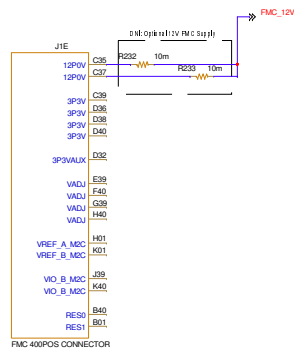 FMC_12V
DNI: Optional 12V FMC Supply
J1E
R232 10m
12P0V C35
R233 10m
12P0V C37
3P3V C39
3P3V D36
3P3V D38
3P3V D40
3P3VAUX D32
VADJ E39
VADJ F40
VADJ G39
VADJ H40
VREF_A_M2C H01
VREF_B_M2C K01
VIO_B_M2C J39
VIO_B_M2C K40
RES0 B40
RES1 B01
FMC 400POS CONNECTOR